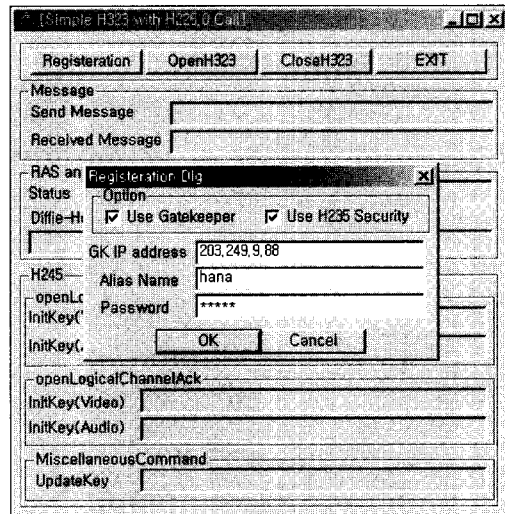 [Simple H323 with H225,0 Call]
Registeration OpenH323 CloseH323 EXIT
Message
Send Message
Received Message
RAS an
Status
Diffie-H
Registeration Dlg
Option
Use Gatekeeper Use H235 Security
GK IP address 203,249,9,88
Alias Name hana
Password *****
OK Cancel
H245
openLo
InitKey(
InitKey(
openLogicalChannelAck
InitKey(Video)
InitKey(Audio)
MiscellaneousCommand
UpdateKey